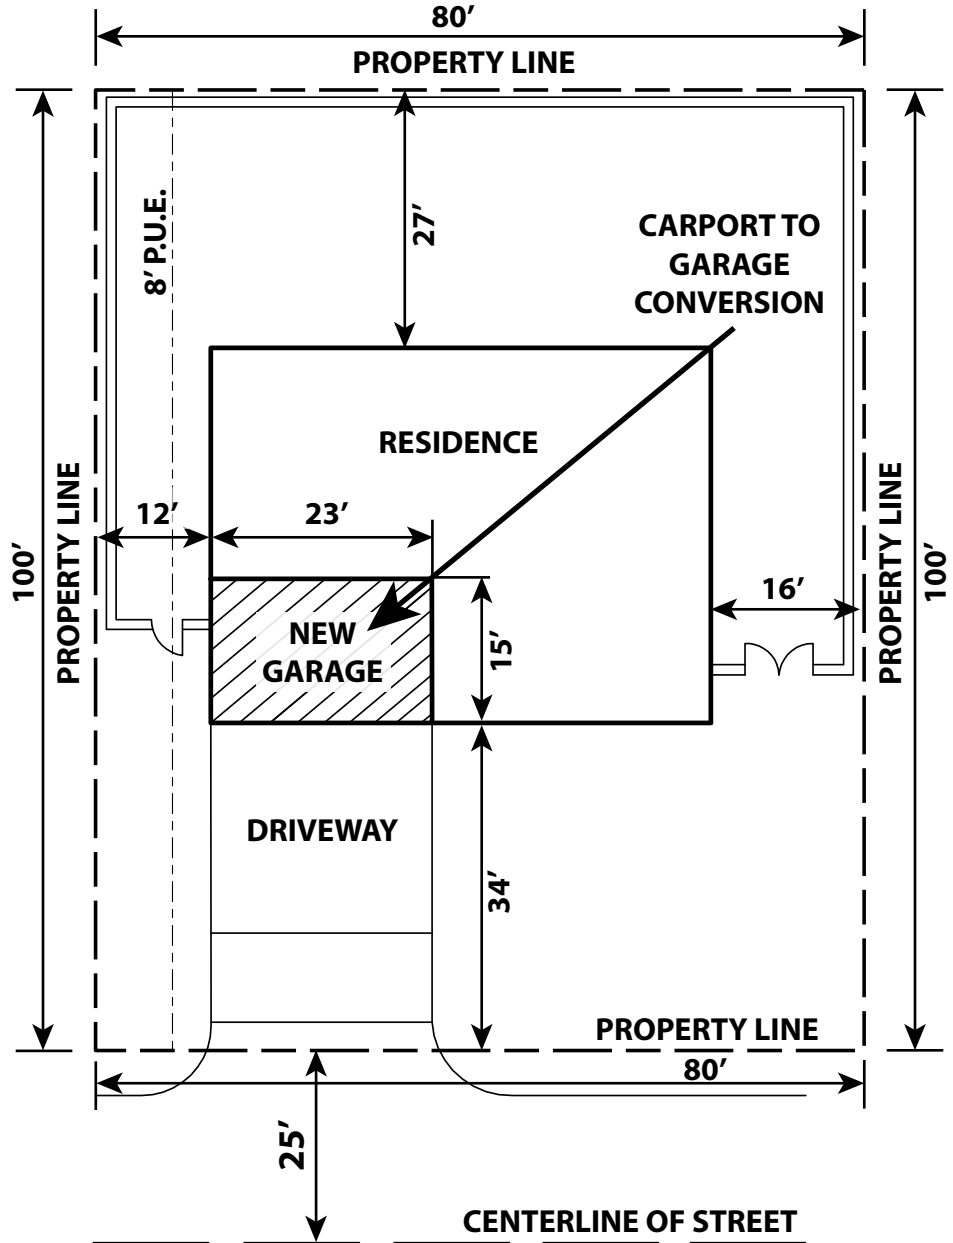 80’
PROPERTY LINE
27’
8’ P.U.E.
CARPORT TO
GARAGE
CONVERSION
RESIDENCE
PROPERTY LINE
100’
12’
23’
16’
PROPERTY LINE
100’
NEW
GARAGE
15’
DRIVEWAY
34’
PROPERTY LINE
80’
25’
CENTERLINE OF STREET